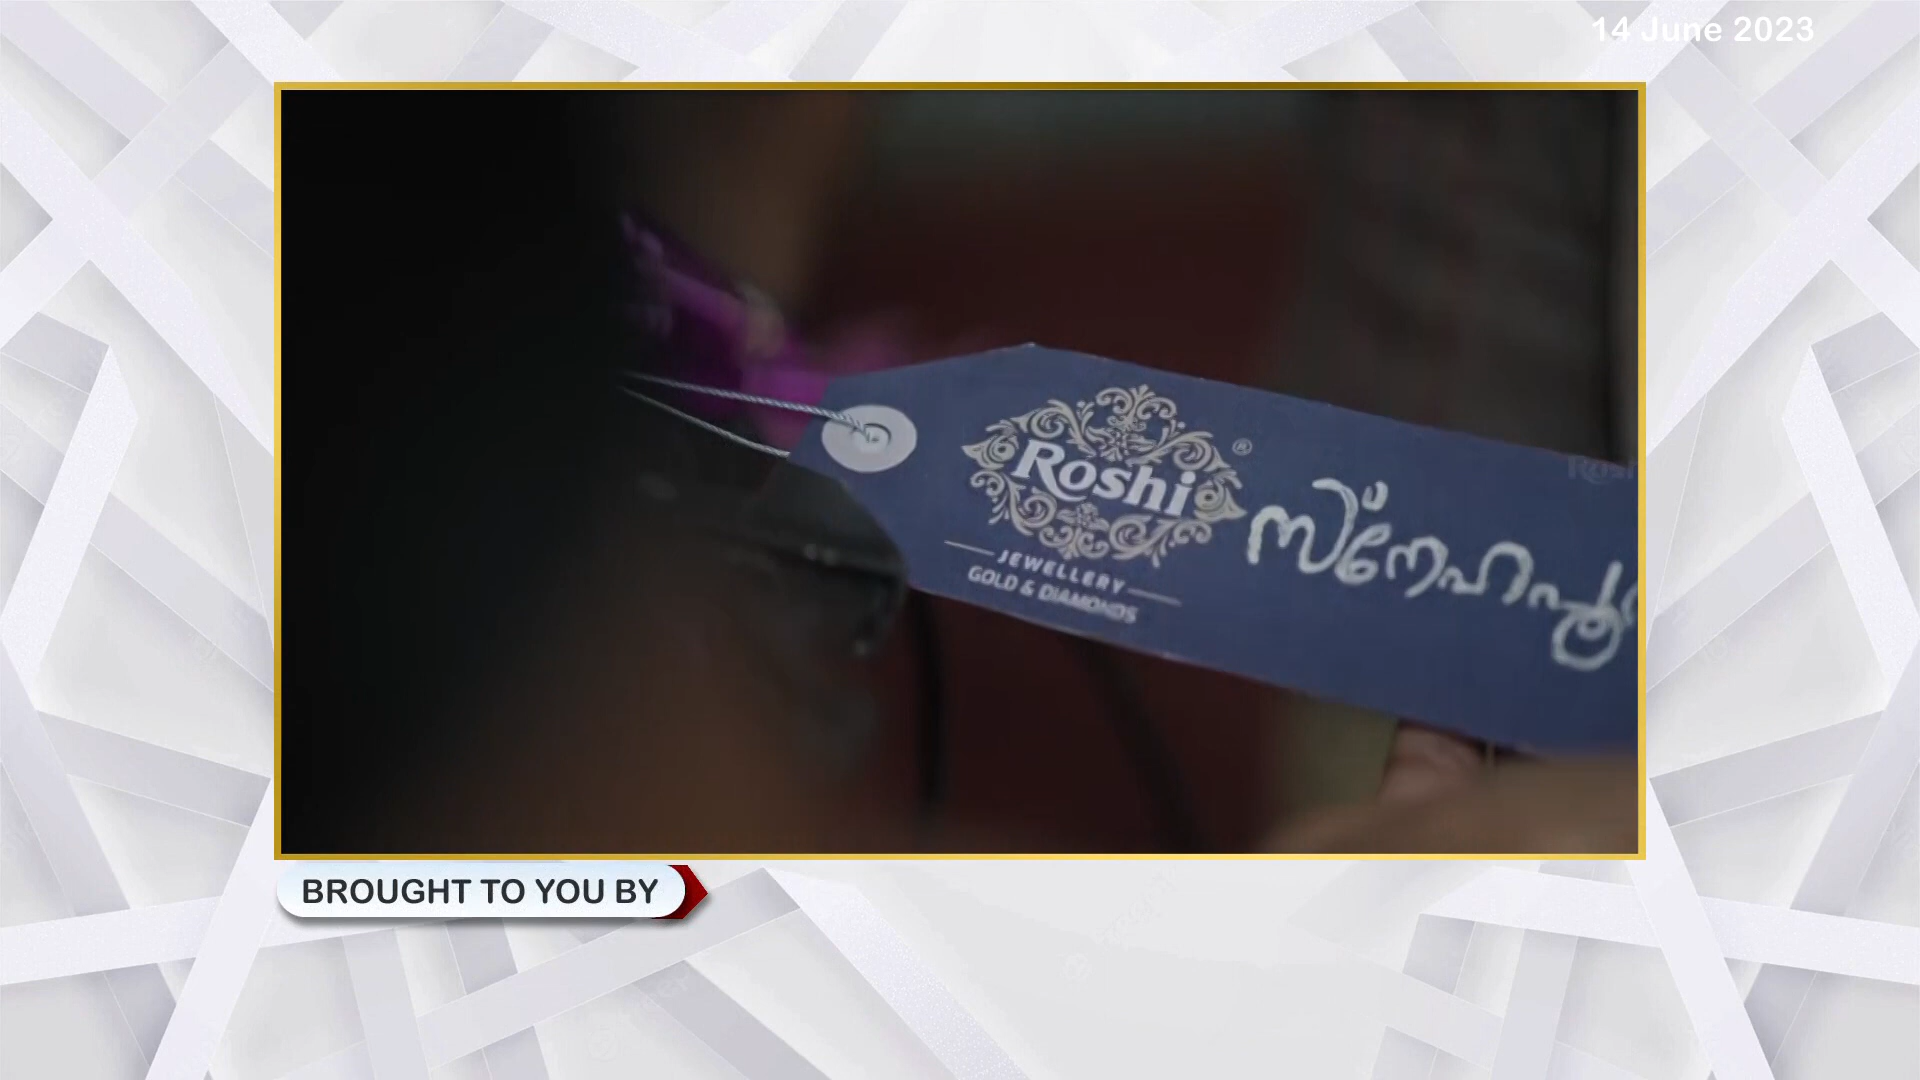 14 June 2023
Roshi ®
JEWELLERY
GOLD & DIAMONDS
BROUGHT TO YOU BY